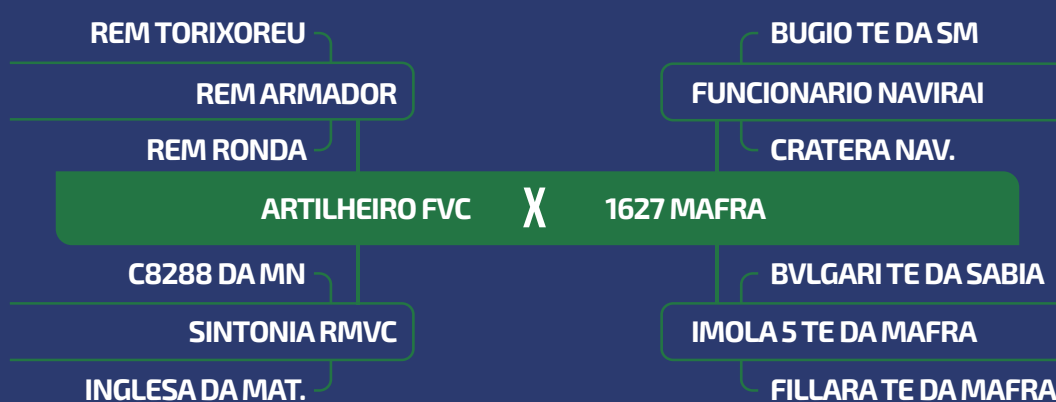 REM TORIXOREU
REM ARMADOR
REM RONDA
BUGIO TE DA SM
FUNCIONARIO NAVIRAI
CRATERA NAV.
ARTILHEIRO FVC X 1627 MAFRA
C8288 DA MN
SINTONIA RMVC
INGLESA DA MAT.
BVLGARI TE DA SABIA
IMOLA 5 TE DA MAFRA
FILLARA TE DA MAFRA